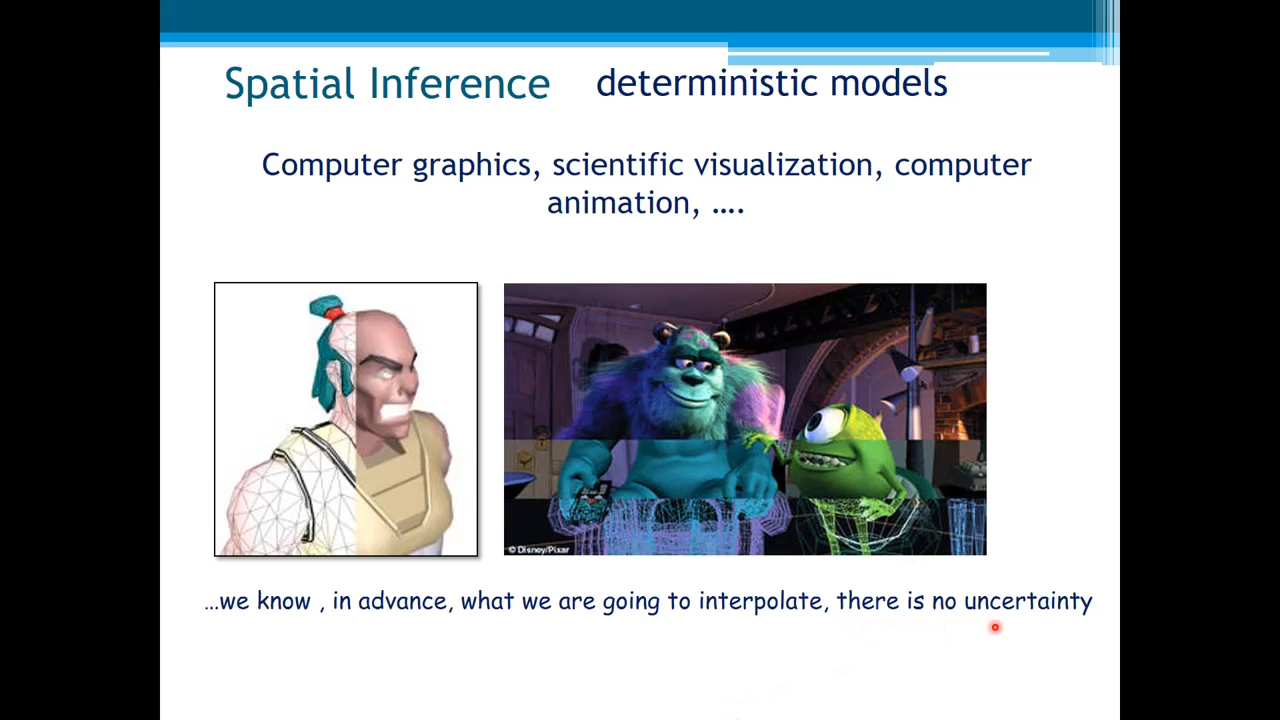 Spatial Inference deterministic models
Computer graphics, scientific visualization, computer
animation, ....
© Disney/Pixar
...we know , in advance, what we are going to interpolate, there is no uncertainty